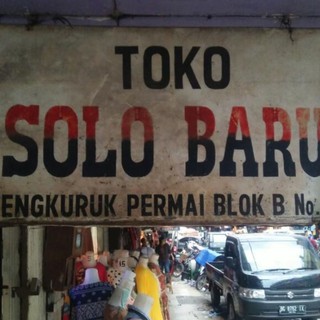 TOKO
SOLO BARU
ENGKURUK PERMAI BLOK B No.